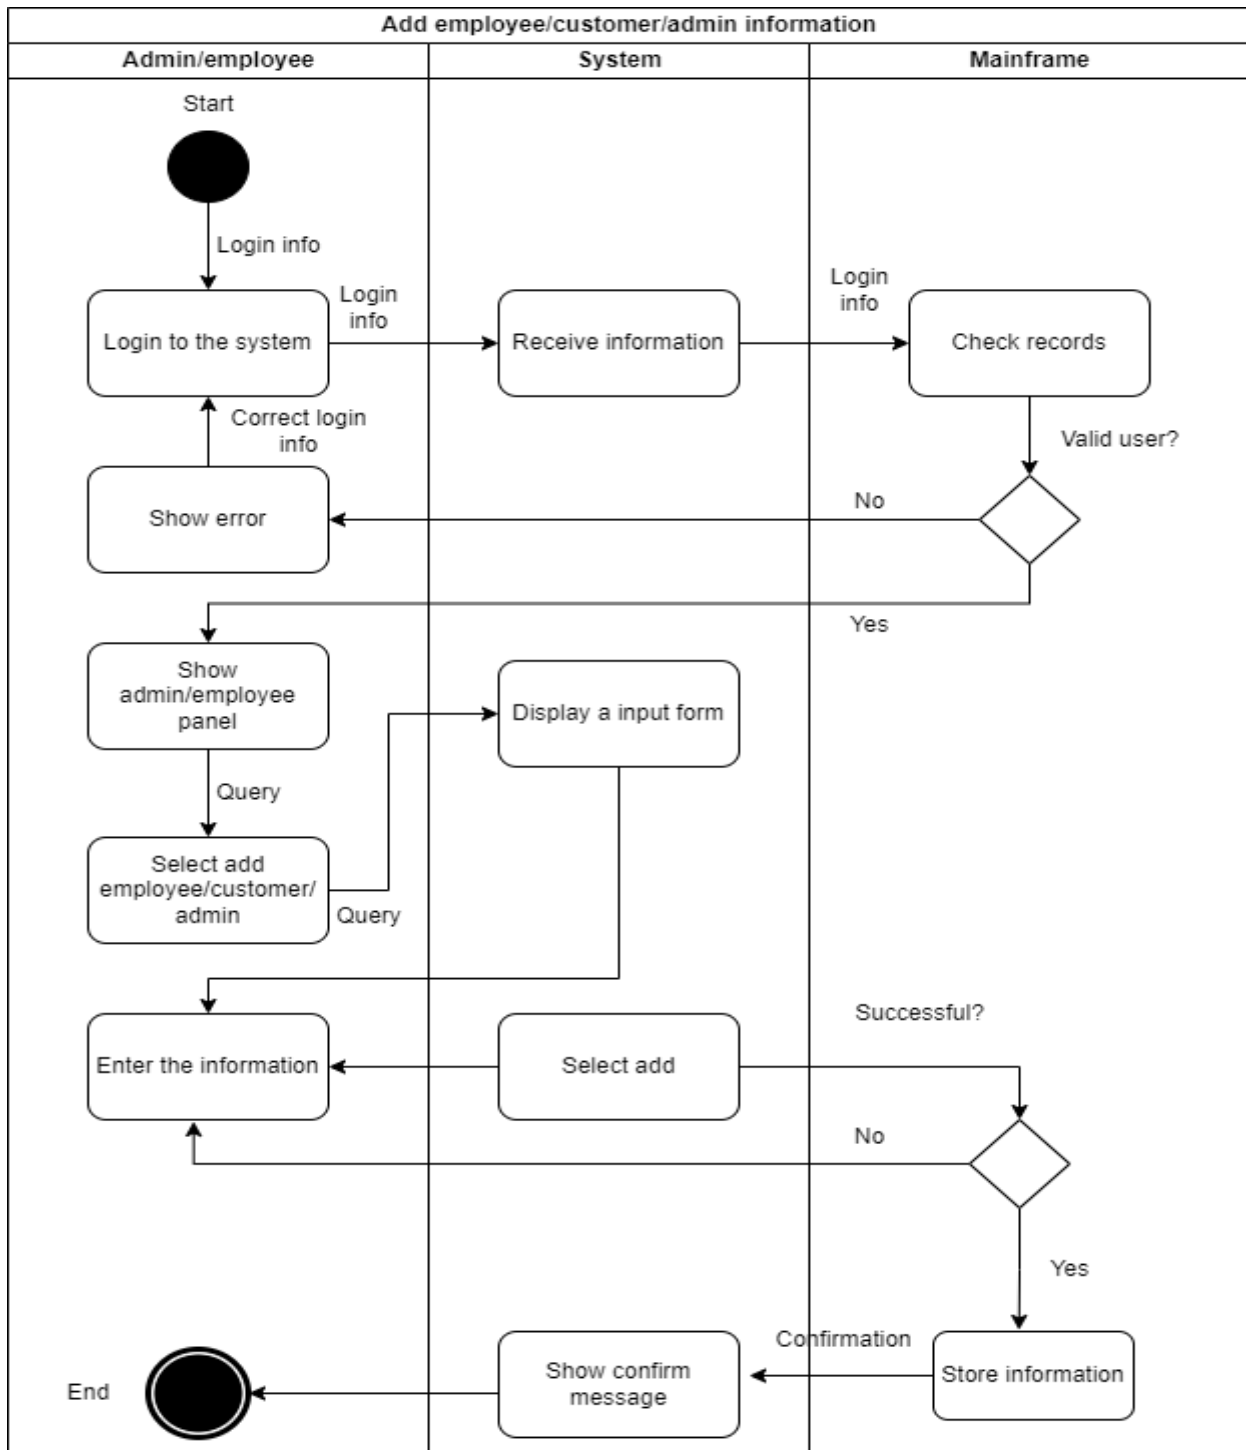 Add employee/customer/admin information
Admin/employee
System
Mainframe
Start
Login info
Login
info
Login
info
Login to the system
Receive information
Check records
Correct login
info
Valid user?
Show error
No
Yes
Show
admin/employee
panel
Display a input form
Query
Select add
employee/customer/
admin
Query
Successful?
Enter the information
Select add
No
Yes
Confirmation
Show confirm
message
Store information
End